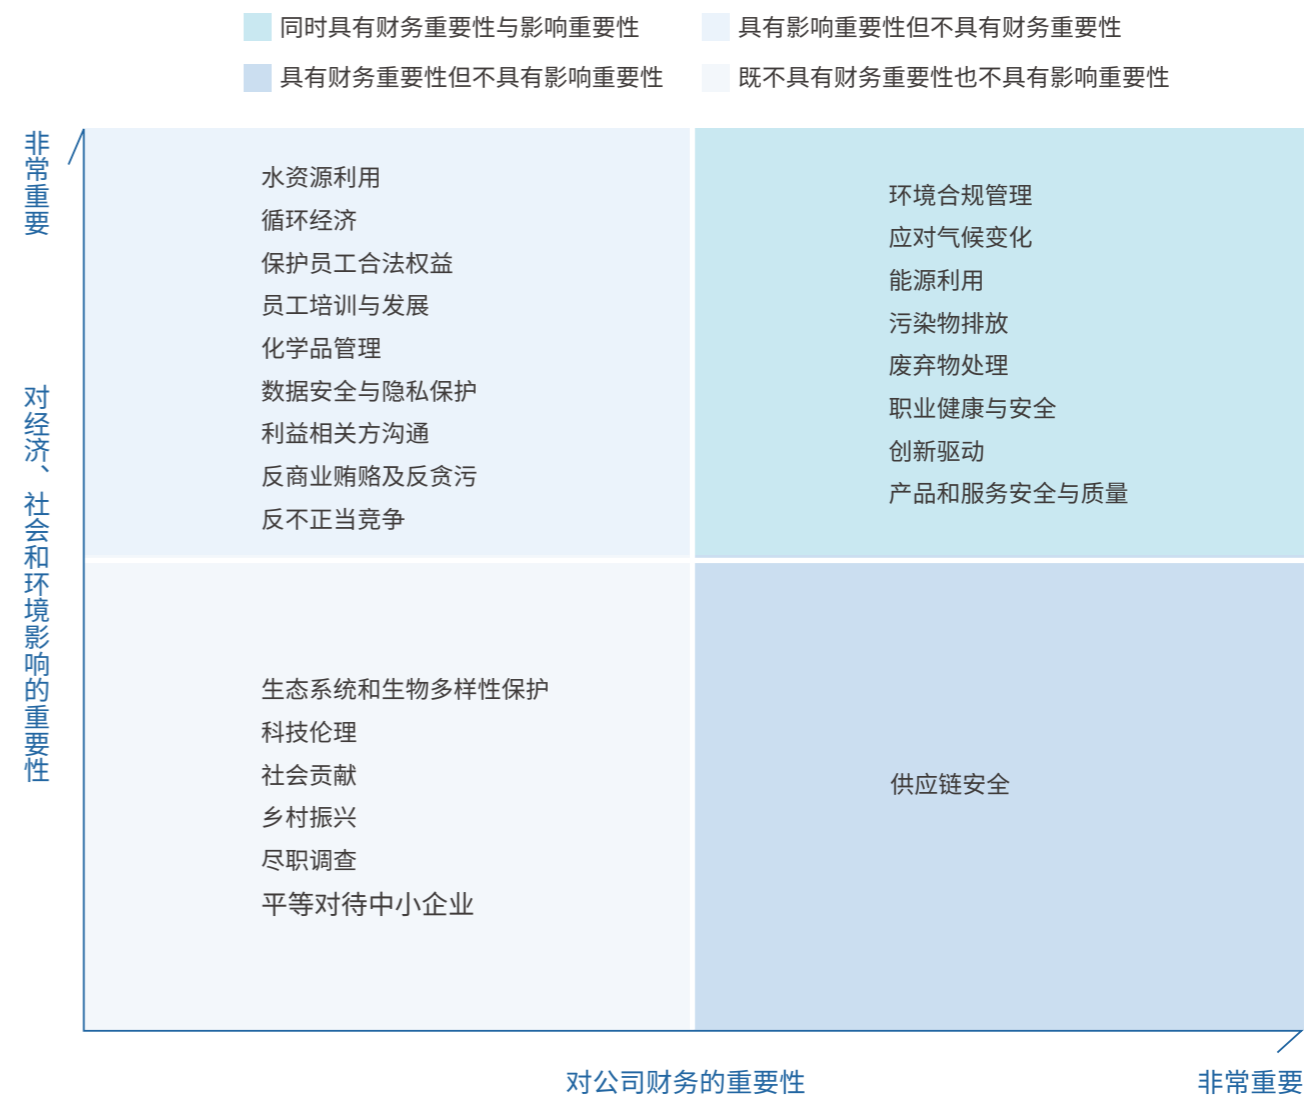 同时具有财务重要性与影响重要性
具有影响重要性但不具有财务重要性
具有财务重要性但不具有影响重要性
既不具有财务重要性也不具有影响重要性
非常重要
对经济、社会和环境影响的重要性
水资源利用
循环经济
保护员工合法权益
员工培训与发展
化学品管理
数据安全与隐私保护
利益相关方沟通
反商业贿赂及反贪污
反不正当竞争
环境合规管理
应对气候变化
能源利用
污染物排放
废弃物处理
职业健康与安全
创新驱动
产品和服务安全与质量
生态系统和生物多样性保护
科技伦理
社会贡献
乡村振兴
尽职调查
平等对待中小企业
供应链安全
对公司财务的重要性
非常重要